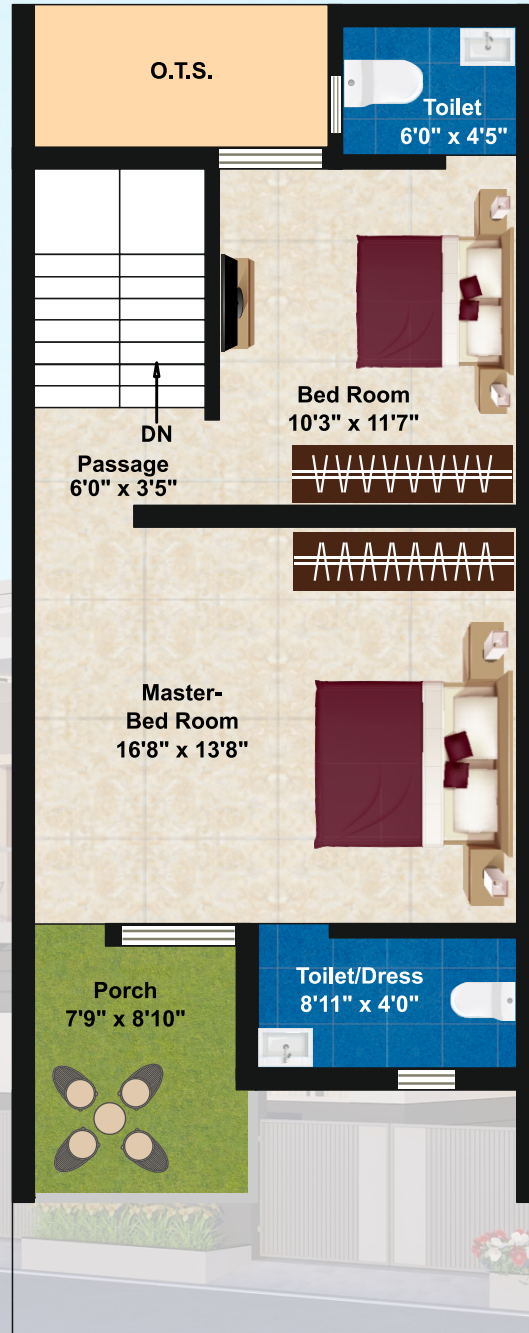 O.T.S.
Toilet
6'0" x 4'5"
Bed Room
10'3" x 11'7"
DN
Passage
6'0" x 3'5"
Master-
Bed Room
16'8" x 13'8"
Porch
7'9" x 8'10"
Toilet/Dress
8'11" x 4'0"